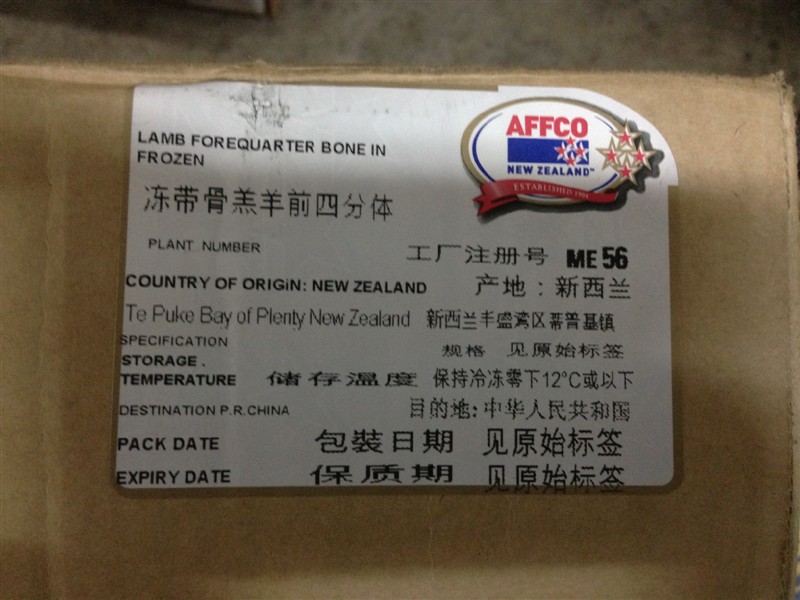 AFFCO
NEW ZEALAND™
ESTABLISHED 1904
LAMB FOREQUARTER BONE IN
FROZEN
冻带骨羔羊前四分体
PLANT NUMBER 工厂注册号 ME 56
COUNTRY OF ORIGIN: NEW ZEALAND 产地：新西兰
Te Puke Bay of Plenty New Zealand 新西兰丰盛湾区蒂普基镇
SPECIFICATION 规格 见原始标签
STORAGE.
TEMPERATURE 储存温度 保持冷冻零下12°C或以下
DESTINATION P.R.CHINA 目的地:中华人民共和国
PACK DATE 包装日期 见原始标签
EXPIRY DATE 保质期 见原始标签